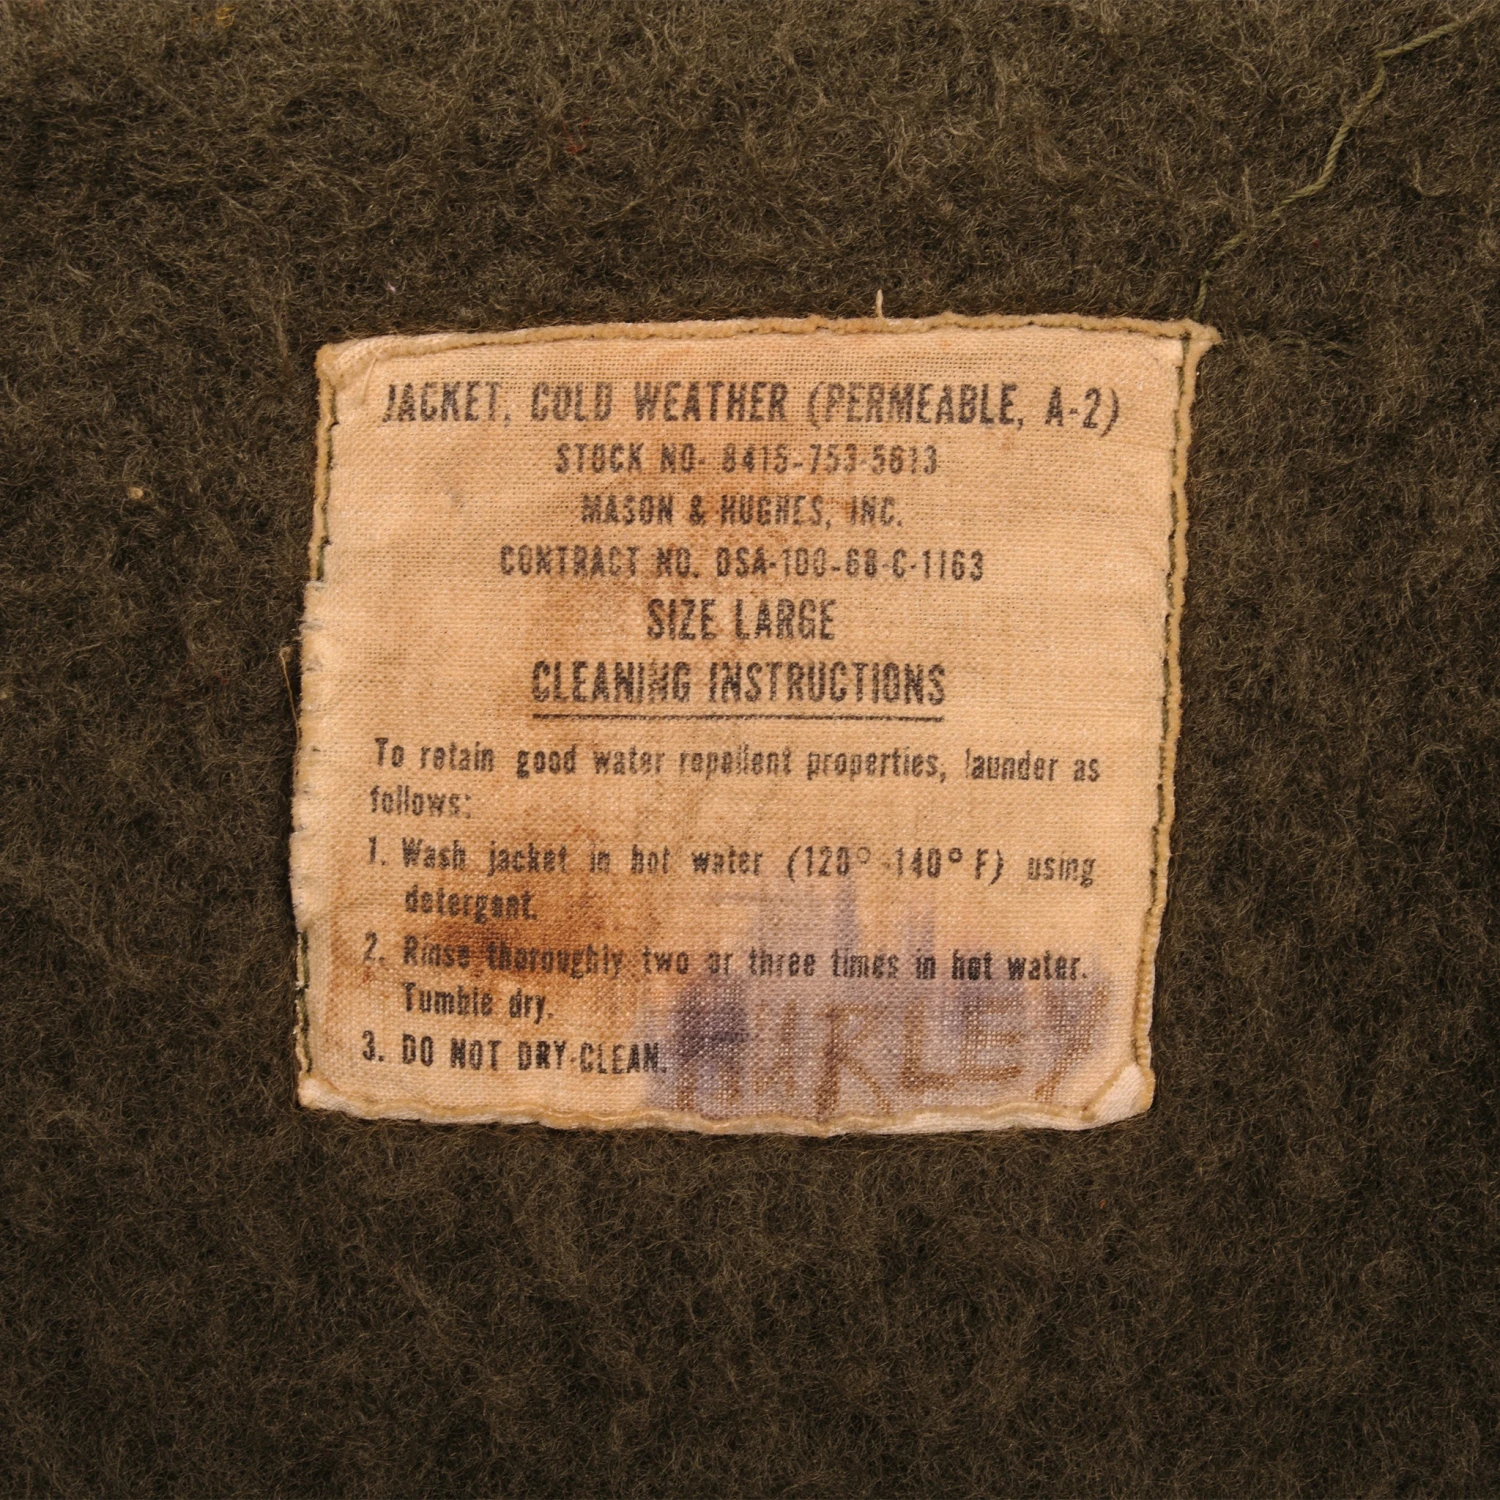 JACKET, COLD WEATHER (PERMEABLE, A-2)
STOCK NO. 8415-753-5613
MASON & HUGHES, INC.
CONTRACT NO. DSA-100-68-C-1163
SIZE LARGE
CLEANING INSTRUCTIONS
To retain good water repellent properties, launder as
follows:
1. Wash jacket in hot water (120° -140° F) using
detergent.
2. Rinse thoroughly two or three times in hot water.
Tumble dry.
3. DO NOT DRY-CLEAN.